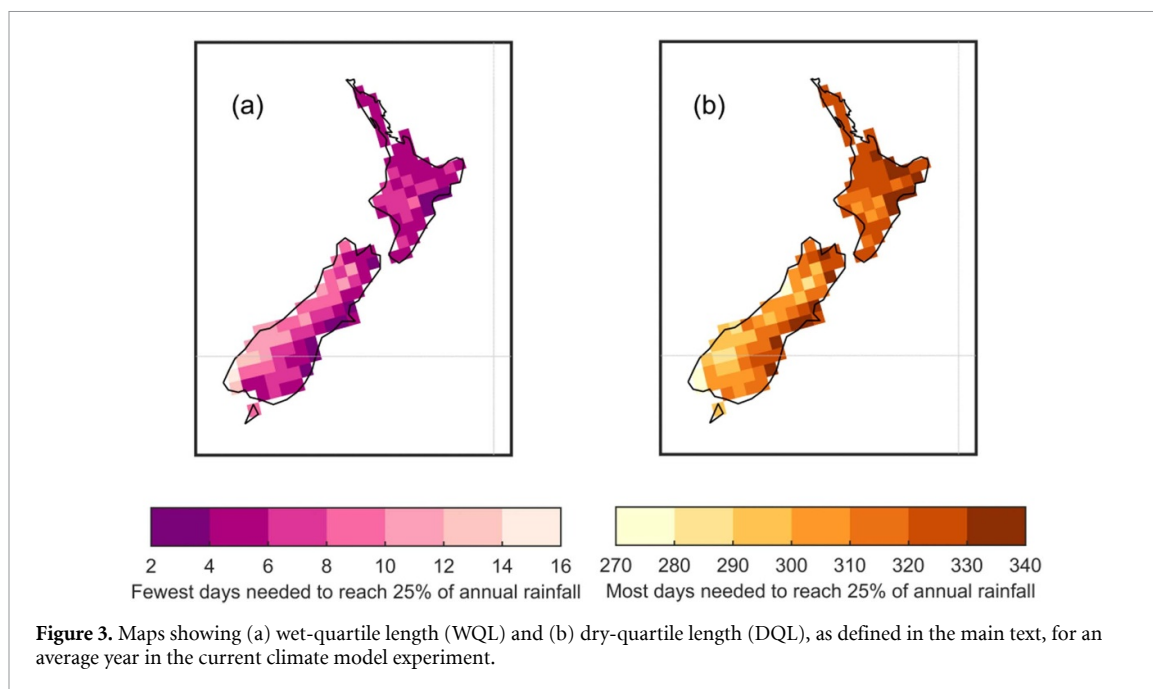 (a)
(b)
2 4 6 8 10 12 14 16
Fewest days needed to reach 25% of annual rainfall
270 280 290 300 310 320 330 340
Most days needed to reach 25% of annual rainfall
Figure 3. Maps showing (a) wet-quartile length (WQL) and (b) dry-quartile length (DQL), as defined in the main text, for an
average year in the current climate model experiment.